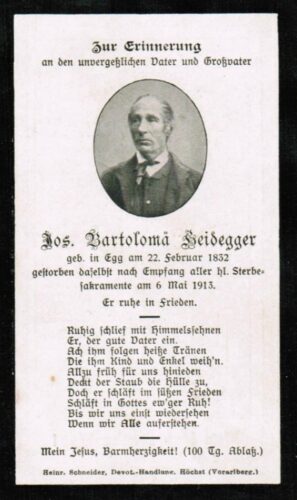 Zur Erinnerung
an den unvergeßlichen Vater und Großvater
Jos. Bartolomä Heidegger
geb. in Egg am 22. Februar 1832
gestorben daselbst nach Empfang aller hl. Sterbe-
sakramente am 6 Mai 1913.
Er ruhe in Frieden.
Ruhig schlief mit Himmelssehnen
Er, der gute Vater ein.
Ach ihm folgen heiße Tränen
Die ihm Kind und Enkel weih'n.
Allzu früh für uns hinieden
Deckt der Staub die Hülle zu,
Doch er schläft im süßen Frieden
Schläft in Gottes ew'ger Ruh!
Bis wir uns einst wiedersehen
Wenn wir Alle auferstehen.
Mein Jesus, Barmherzigkeit! (100 Tg. Ablaß.)
Heinr. Schneider, Devot.-Handlung, Höchst (Vorarlberg.)